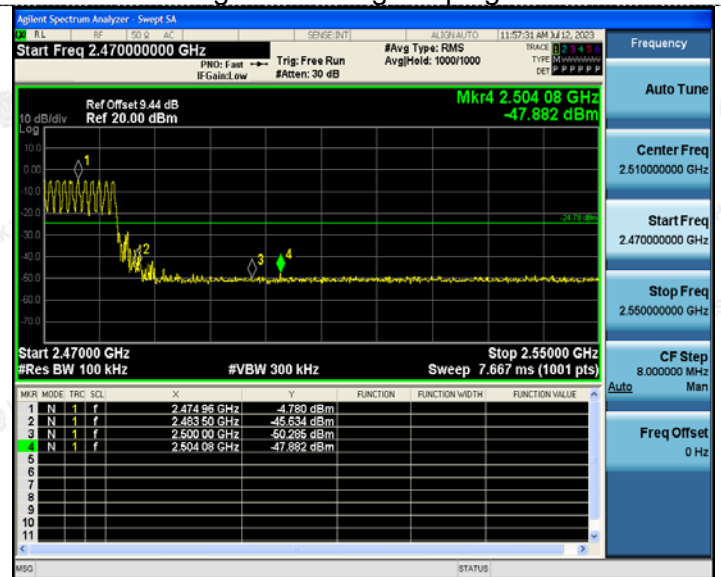 Agilent Spectrum Analyzer - Swept SA
RL RF 50 Ω AC SENSE:INT ALIGNAUTO 11:57:31 AM Jul 12, 2023
Start Freq 2.470000000 GHz
PNO: Fast
IFGain:Low
Trig: Free Run
#Atten: 30 dB
#Avg Type: RMS
Avg|Hold: 1000/1000
TRACE 1 2 3 4 5 6
TYPE MWWWWW
DET P P P P P P
Ref Offset 9.44 dB
10 dB/div Ref 20.00 dBm
Log
Mkr4 2.504 08 GHz
-47.882 dBm
10.0
0.00
-10.0
-20.0
-30.0
-40.0
-50.0
-60.0
-70.0
1
2
3
4
-24.78 dBm
Start 2.47000 GHz Stop 2.55000 GHz
#Res BW 100 kHz #VBW 300 kHz Sweep 7.667 ms (1001 pts)
MKR MODE TRC SCL X Y FUNCTION FUNCTION WIDTH FUNCTION VALUE
1 N 1 f 2.474 96 GHz -4.780 dBm
2 N 1 f 2.483 50 GHz -45.634 dBm
3 N 1 f 2.500 00 GHz -50.285 dBm
4 N 1 f 2.504 08 GHz -47.882 dBm
5
6
7
8
9
10
11
MSG STATUS
Frequency
Auto Tune
Center Freq
2.510000000 GHz
Start Freq
2.470000000 GHz
Stop Freq
2.550000000 GHz
CF Step
8.000000 MHz
Auto Man
Freq Offset
0 Hz